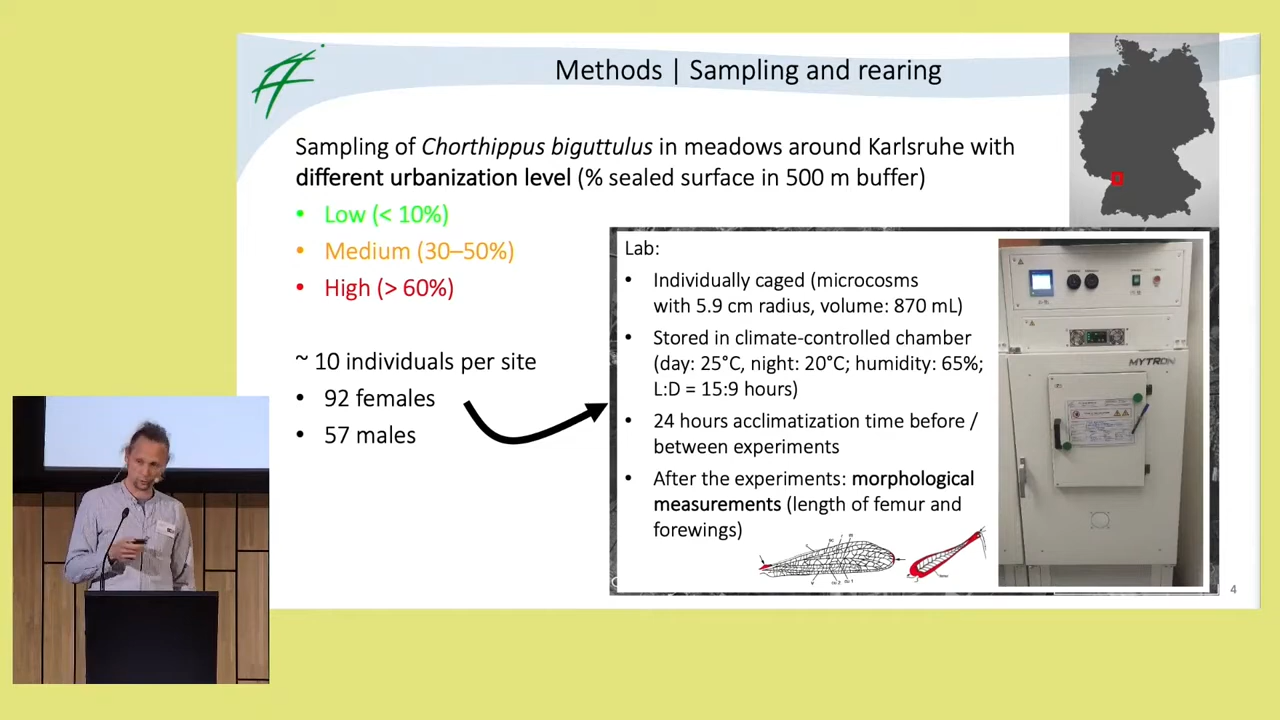 Methods | Sampling and rearing
Sampling of Chorthippus biguttulus in meadows around Karlsruhe with
different urbanization level (% sealed surface in 500 m buffer)
• Low (< 10%)
• Medium (30–50%)
• High (> 60%)
~ 10 individuals per site
• 92 females
• 57 males
Lab:
• Individually caged (microcosms
with 5.9 cm radius, volume: 870 mL)
• Stored in climate-controlled chamber
(day: 25°C, night: 20°C; humidity: 65%;
L:D = 15:9 hours)
• 24 hours acclimatization time before /
between experiments
• After the experiments: morphological
measurements (length of femur and
forewings)
MYTRON
4